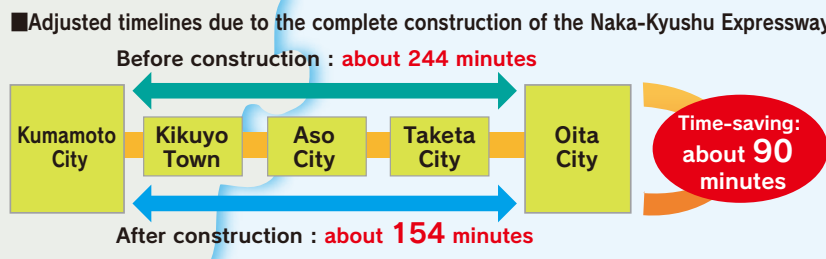 ■Adjusted timelines due to the complete construction of the Naka-Kyushu Expressway
Before construction : about 244 minutes
Kumamoto
City
Kikuyo
Town
Aso
City
Taketa
City
Oita
City
Time-saving:
about 90
minutes
After construction : about 154 minutes